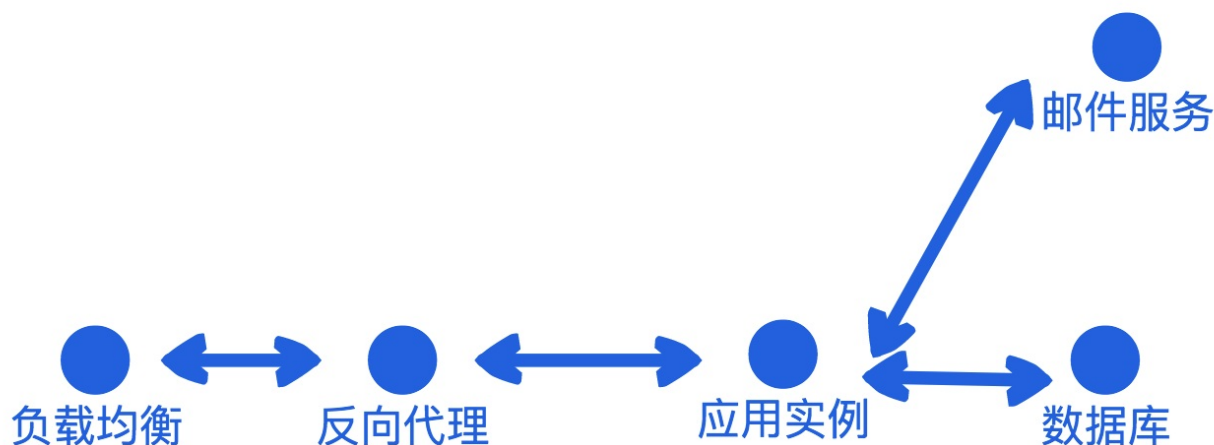 邮件服务
负载均衡
反向代理
应用实例
数据库